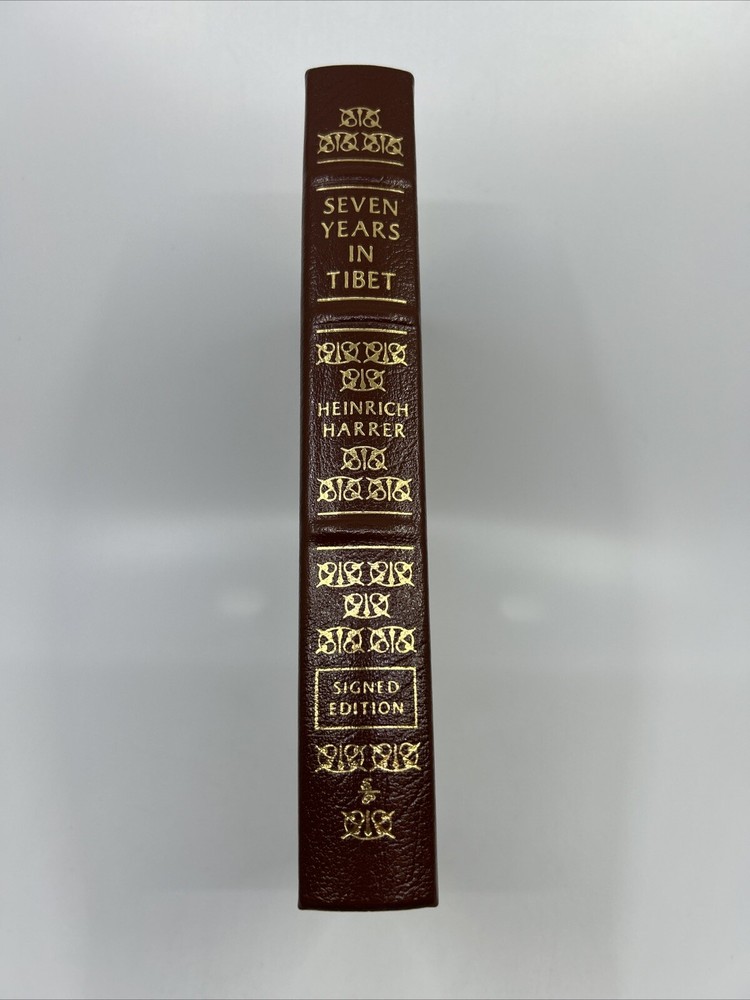 SEVEN
YEARS
IN
TIBET
HEINRICH
HARRER
SIGNED
EDITION